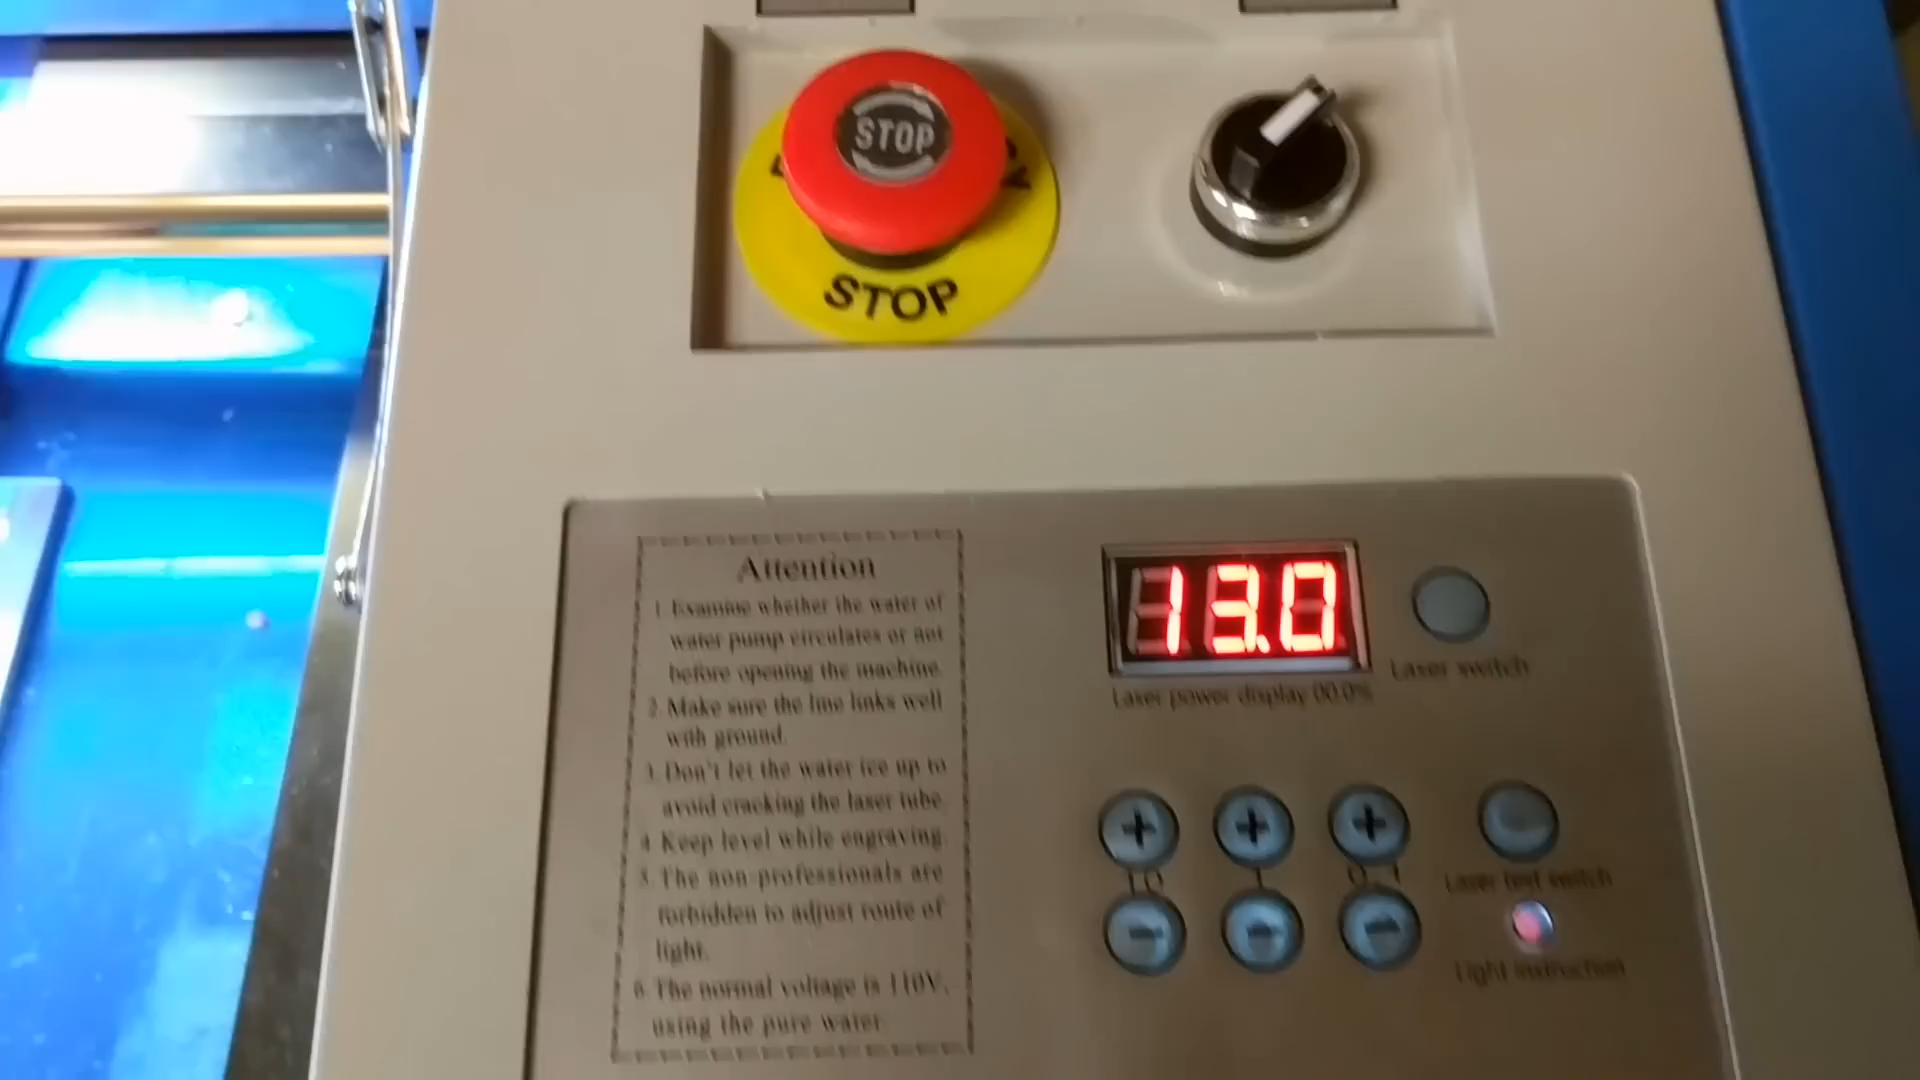 STOP
STOP
Attention
1. Examine whether the water of
water pump circulates or not
before opening the machine.
2. Make sure the line links well
with ground.
3. Don't let the water ice up to
avoid cracking the laser tube.
4. Keep level while engraving.
5. The non-professionals are
forbidden to adjust route of
light.
6. The normal voltage is 110V,
using the pure water.
13.0
Laser power display 00.0%
Laser switch
+ + +
10 1 0.1
- - -
Laser test switch
Light instruction